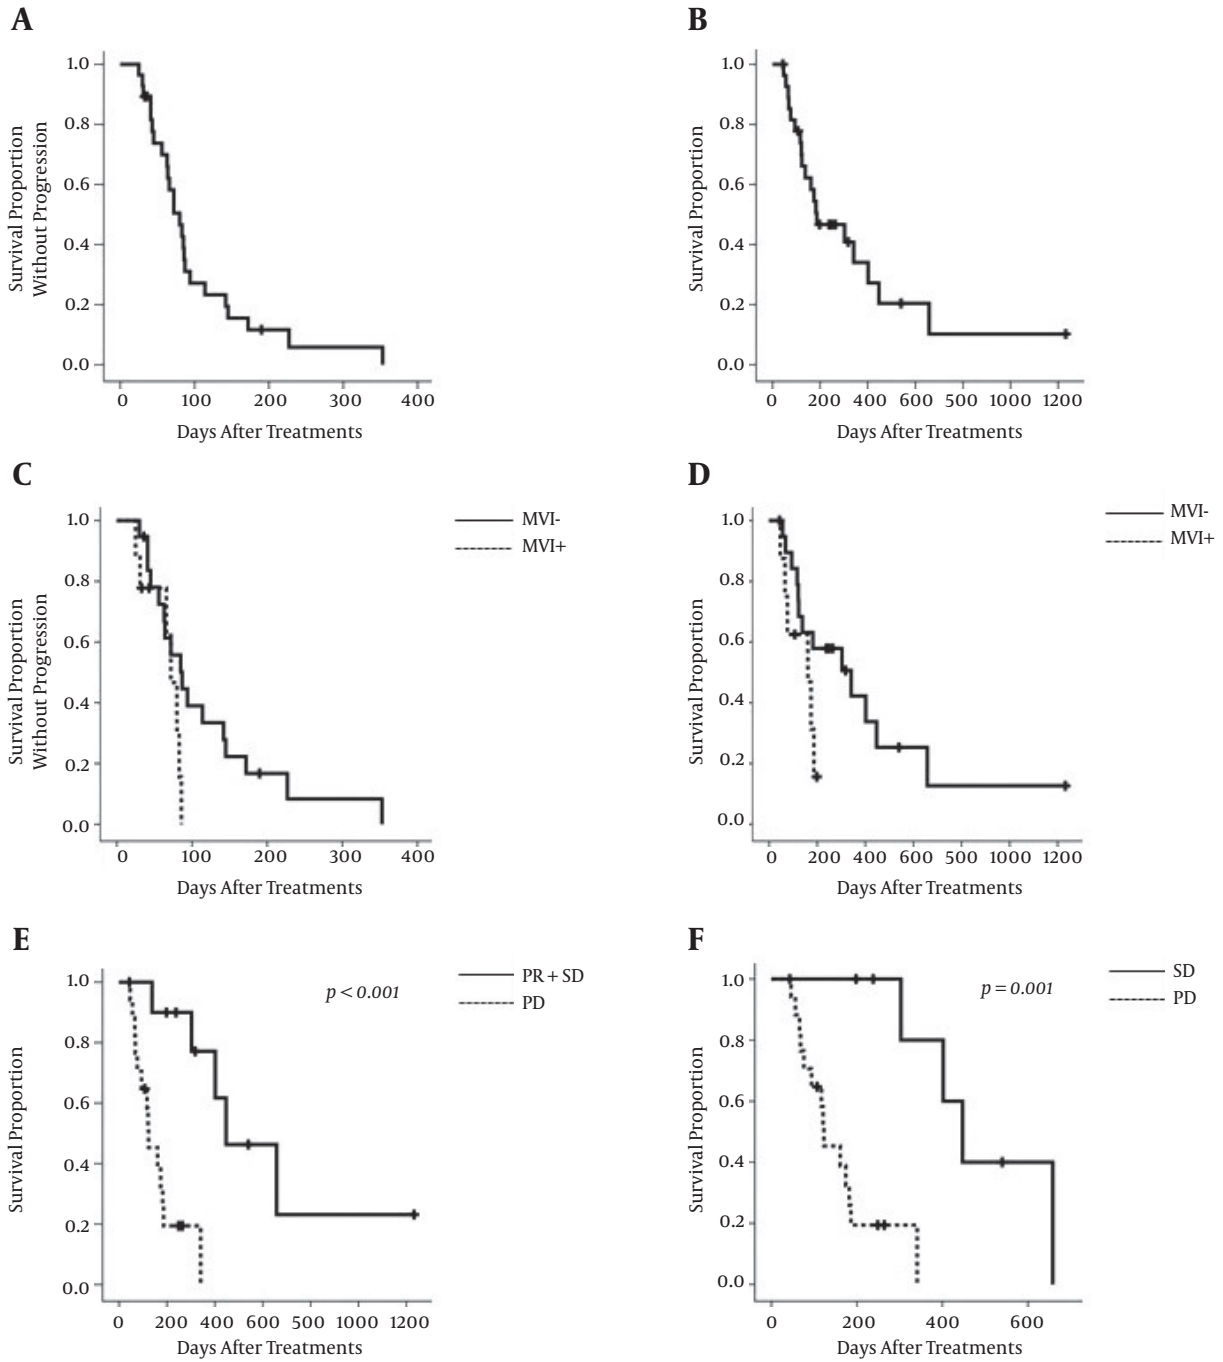 A
1.0
0.8
0.6
0.4
0.2
0.0
Survival Proportion
Without Progression
0 100 200 300 400
Days After Treatments
B
1.0
0.8
0.6
0.4
0.2
0.0
Survival Proportion
0 200 400 600 500 1000 1200
Days After Treatments
C
1.0
0.8
0.6
0.4
0.2
0.0
Survival Proportion
Without Progression
MVI-
MVI+
0 100 200 300 400
Days After Treatments
D
1.0
0.8
0.6
0.4
0.2
0.0
Survival Proportion
MVI-
MVI+
0 200 400 600 500 1000 1200
Days After Treatments
E
1.0
0.8
0.6
0.4
0.2
0.0
Survival Proportion
p < 0.001
PR + SD
PD
0 200 400 600 500 1000 1200
Days After Treatments
F
1.0
0.8
0.6
0.4
0.2
0.0
Survival Proportion
p = 0.001
SD
PD
0 200 400 600
Days After Treatments